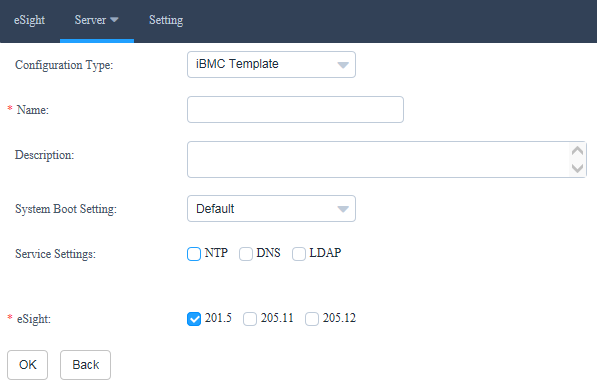 eSight Server Setting
Configuration Type: iBMC Template
* Name:
Description:
System Boot Setting: Default
Service Settings: NTP DNS LDAP
* eSight: 201.5 205.11 205.12
OK Back